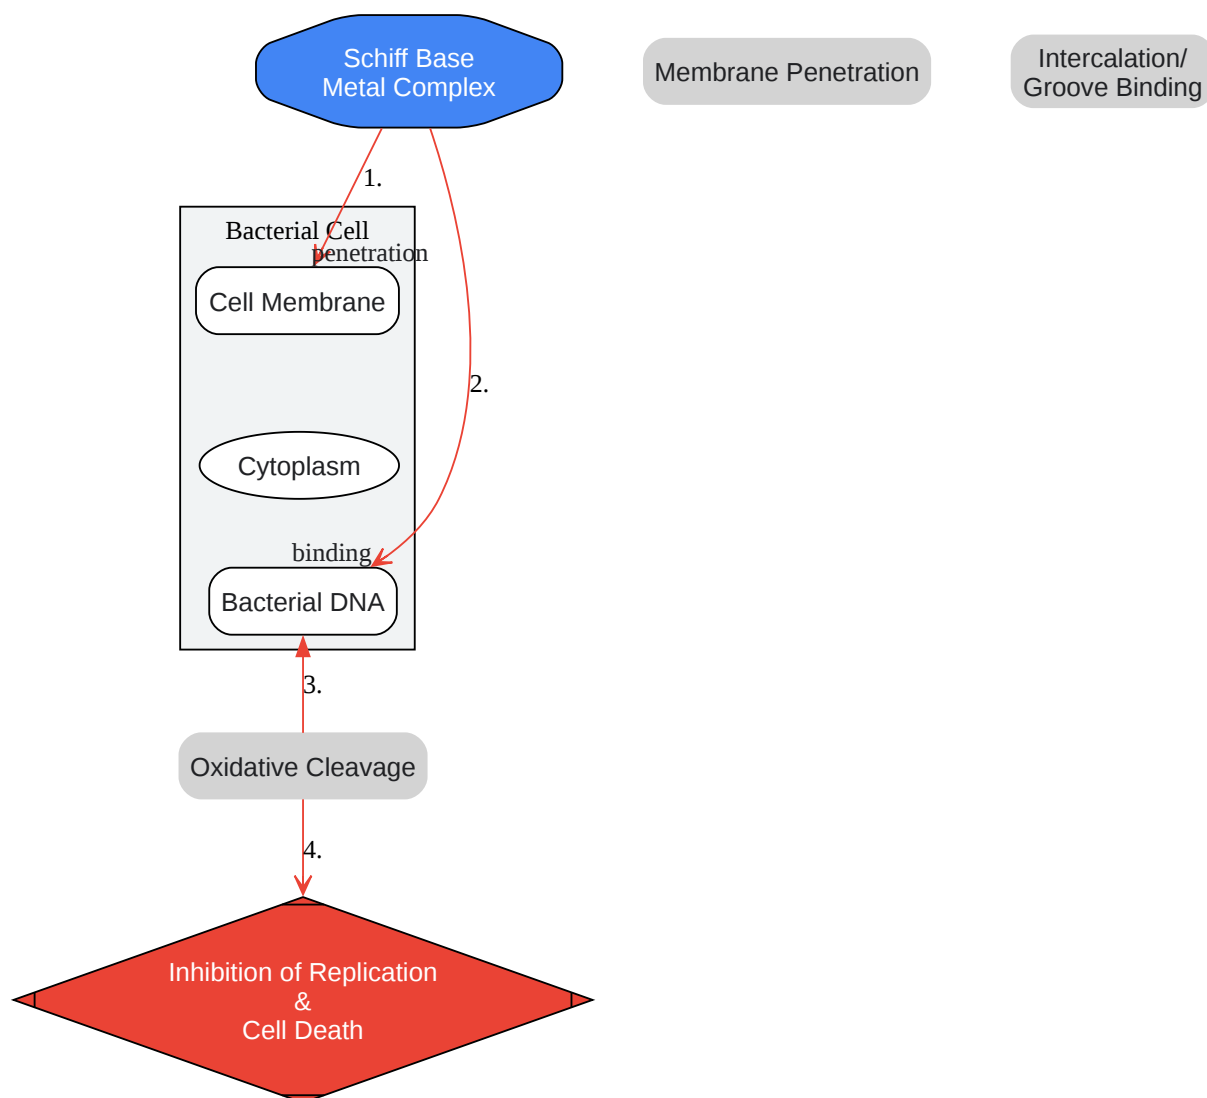 Schiff Base
Metal Complex
Membrane Penetration
Intercalation/
Groove Binding
1.
Bacterial Cell
penetration
Cell Membrane
2.
Cytoplasm
binding
Bacterial DNA
3.
Oxidative Cleavage
4.
Inhibition of Replication
&
Cell Death